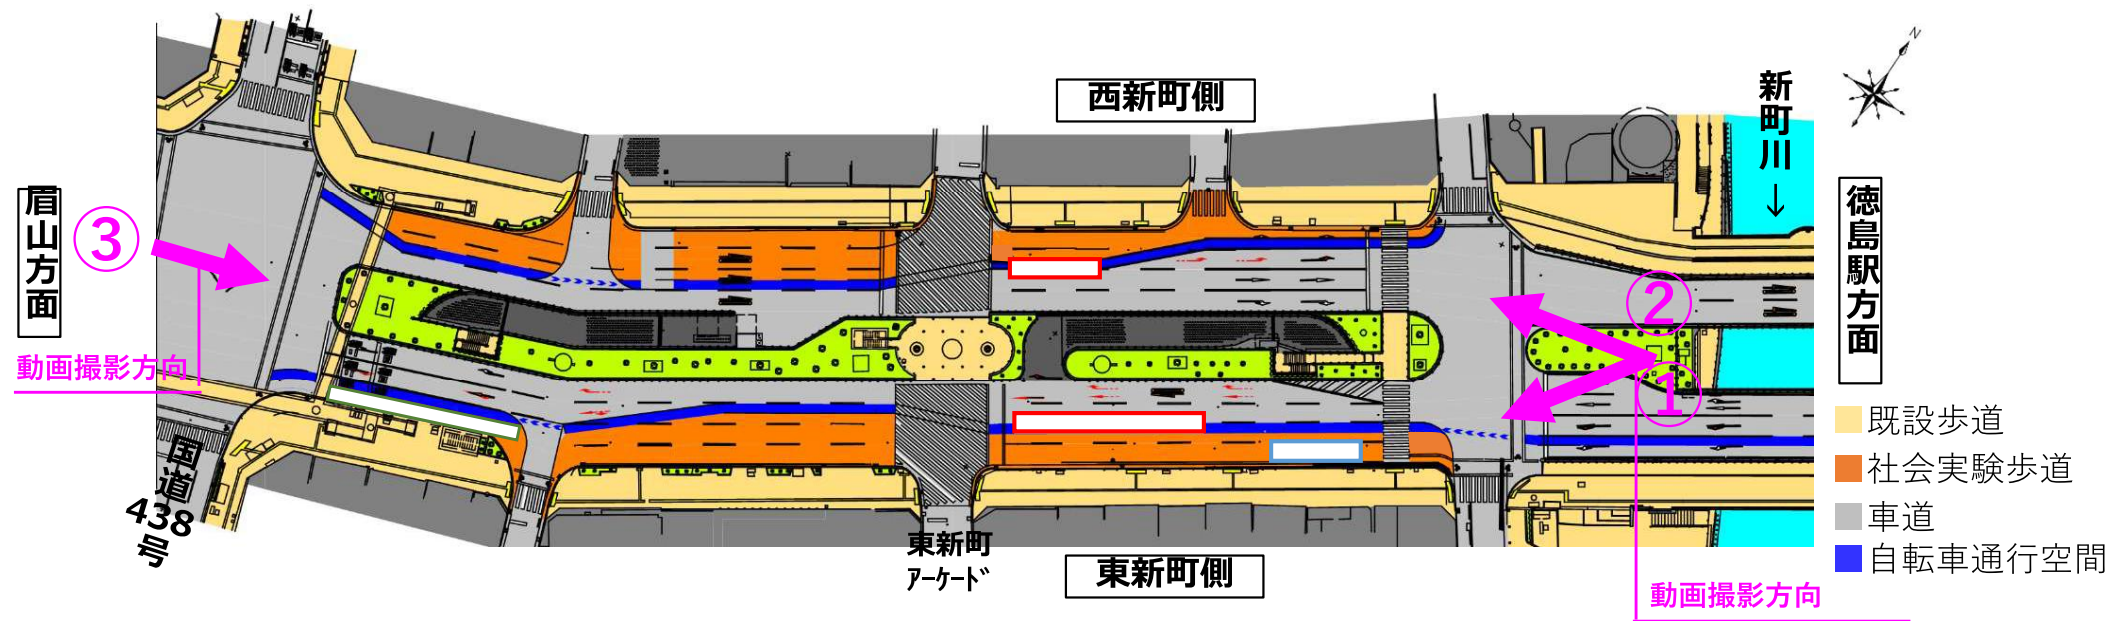 西新町側
新町川→
N
眉山方面
③
動画撮影方向
徳島駅方面
②
①
既設歩道
社会実験歩道
車道
自転車通行空間
国道
438
号
東新町
ｱｰｹｰﾄﾞ
東新町側
動画撮影方向